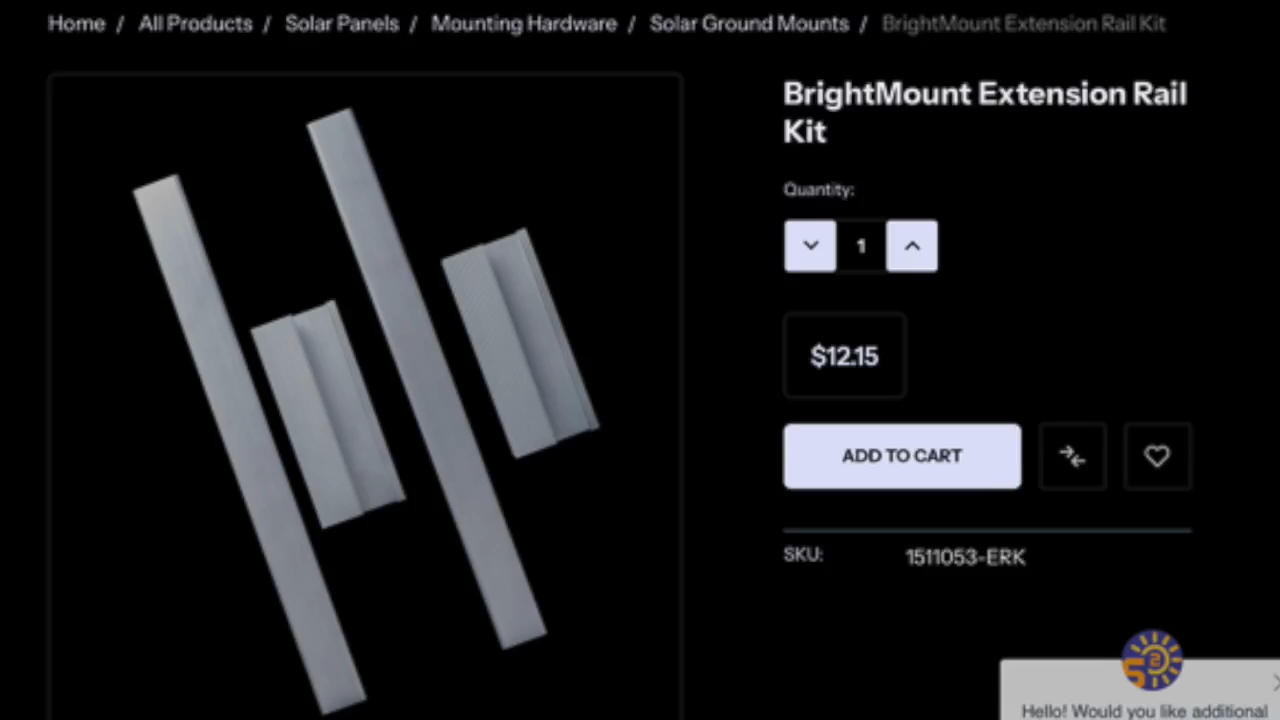 Home / All Products / Solar Panels / Mounting Hardware / Solar Ground Mounts / BrightMount Extension Rail Kit
BrightMount Extension Rail
Kit
Quantity:
1
$12.15
ADD TO CART
SKU: 1511053-ERK
Hello! Would you like additional